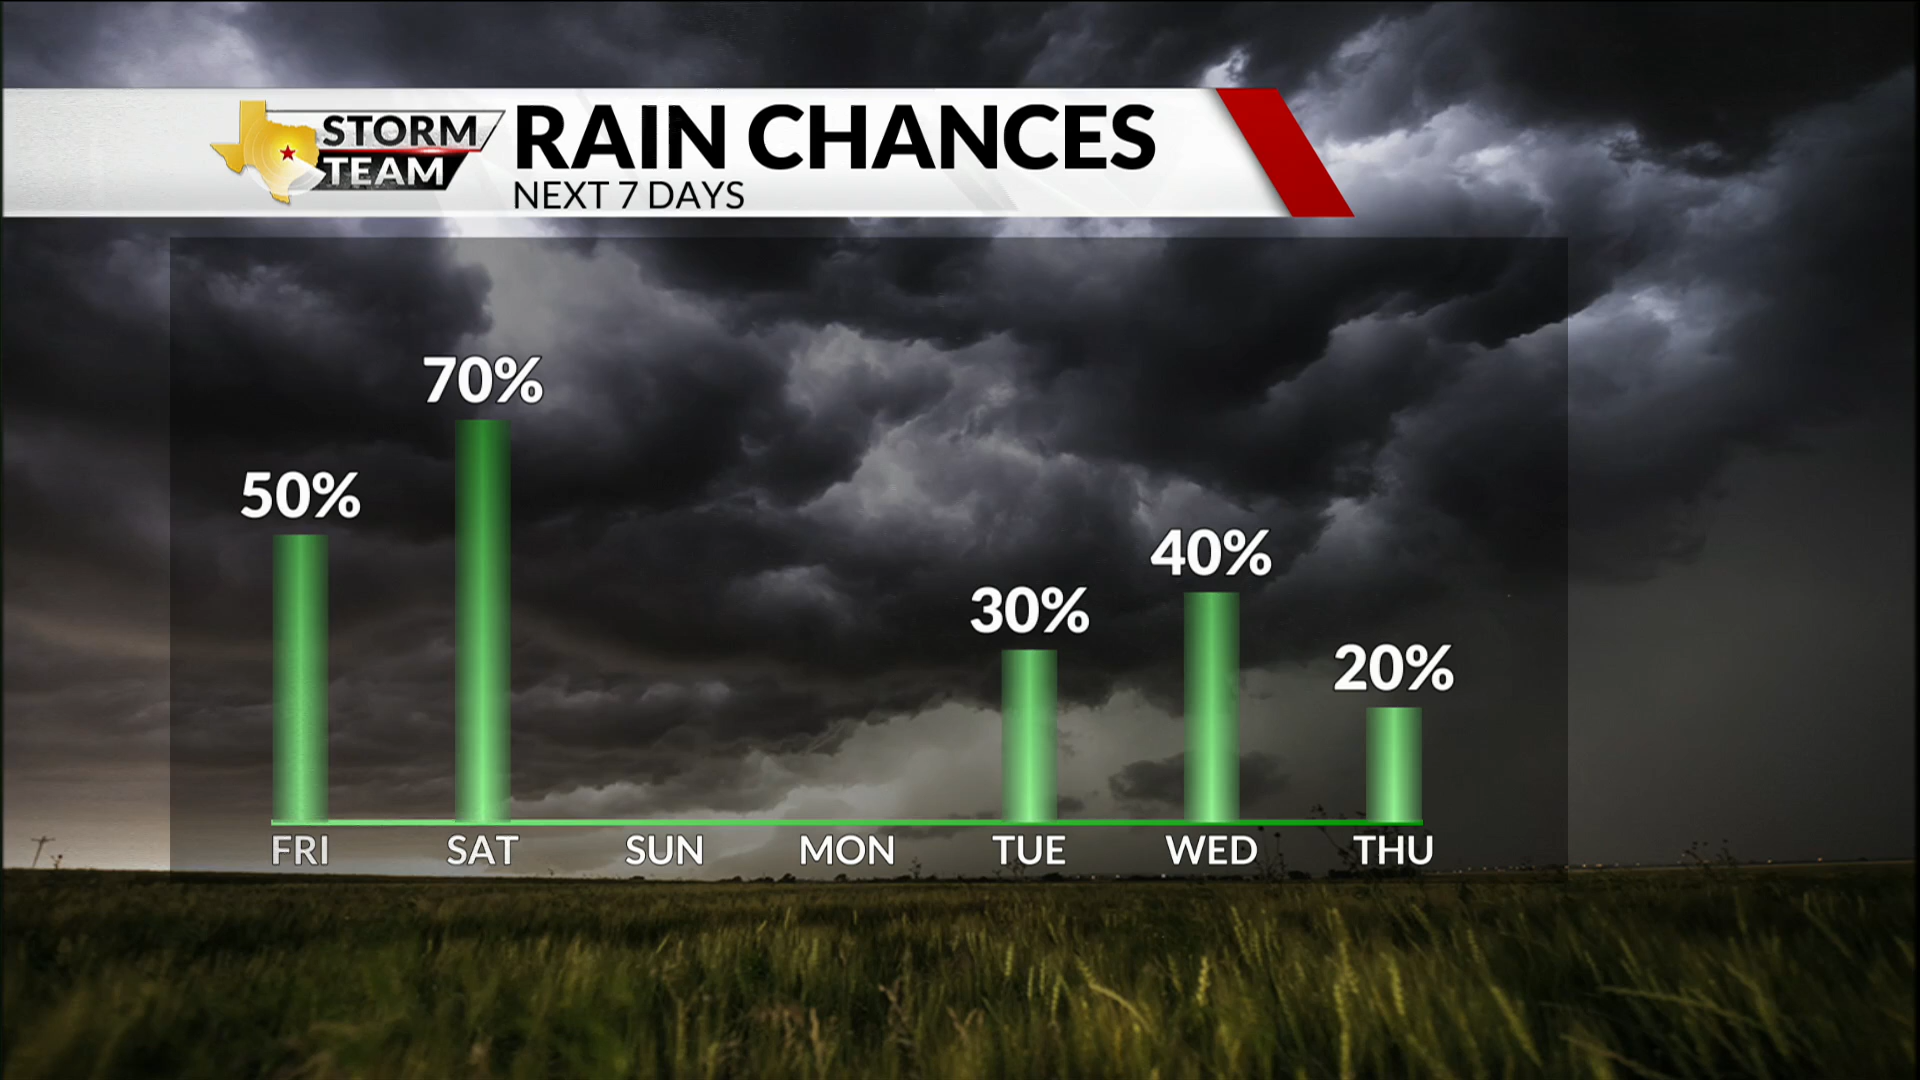 STORM
TEAM
RAIN CHANCES
NEXT 7 DAYS
70%
50%
40%
30%
20%
FRI SAT SUN MON TUE WED THU